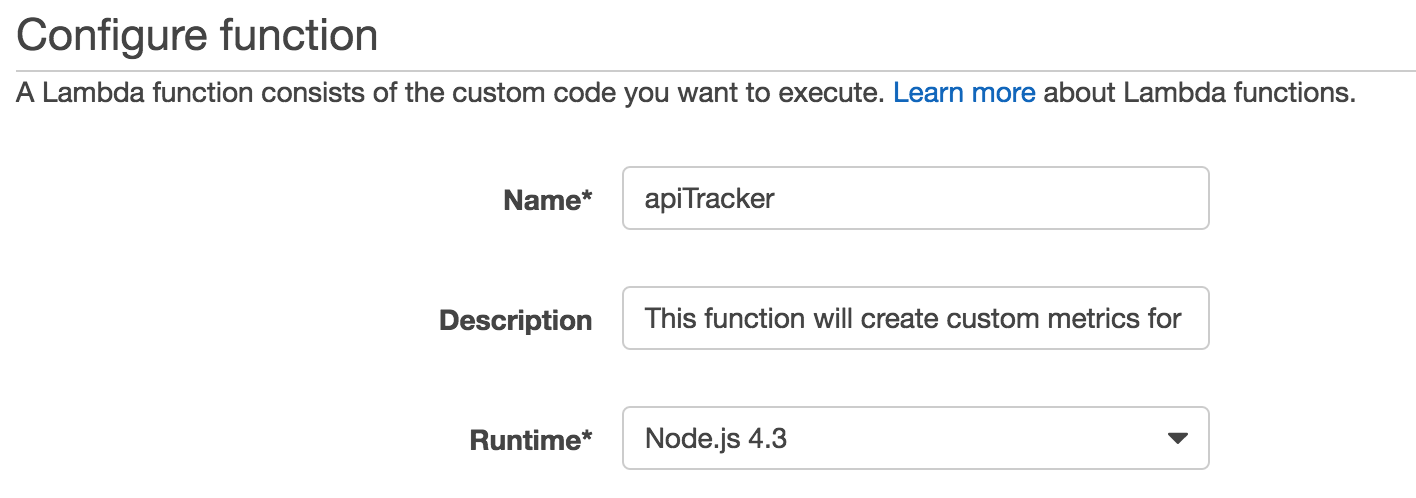 Configure function
A Lambda function consists of the custom code you want to execute. Learn more about Lambda functions.
Name* apiTracker
Description This function will create custom metrics for
Runtime* Node.js 4.3